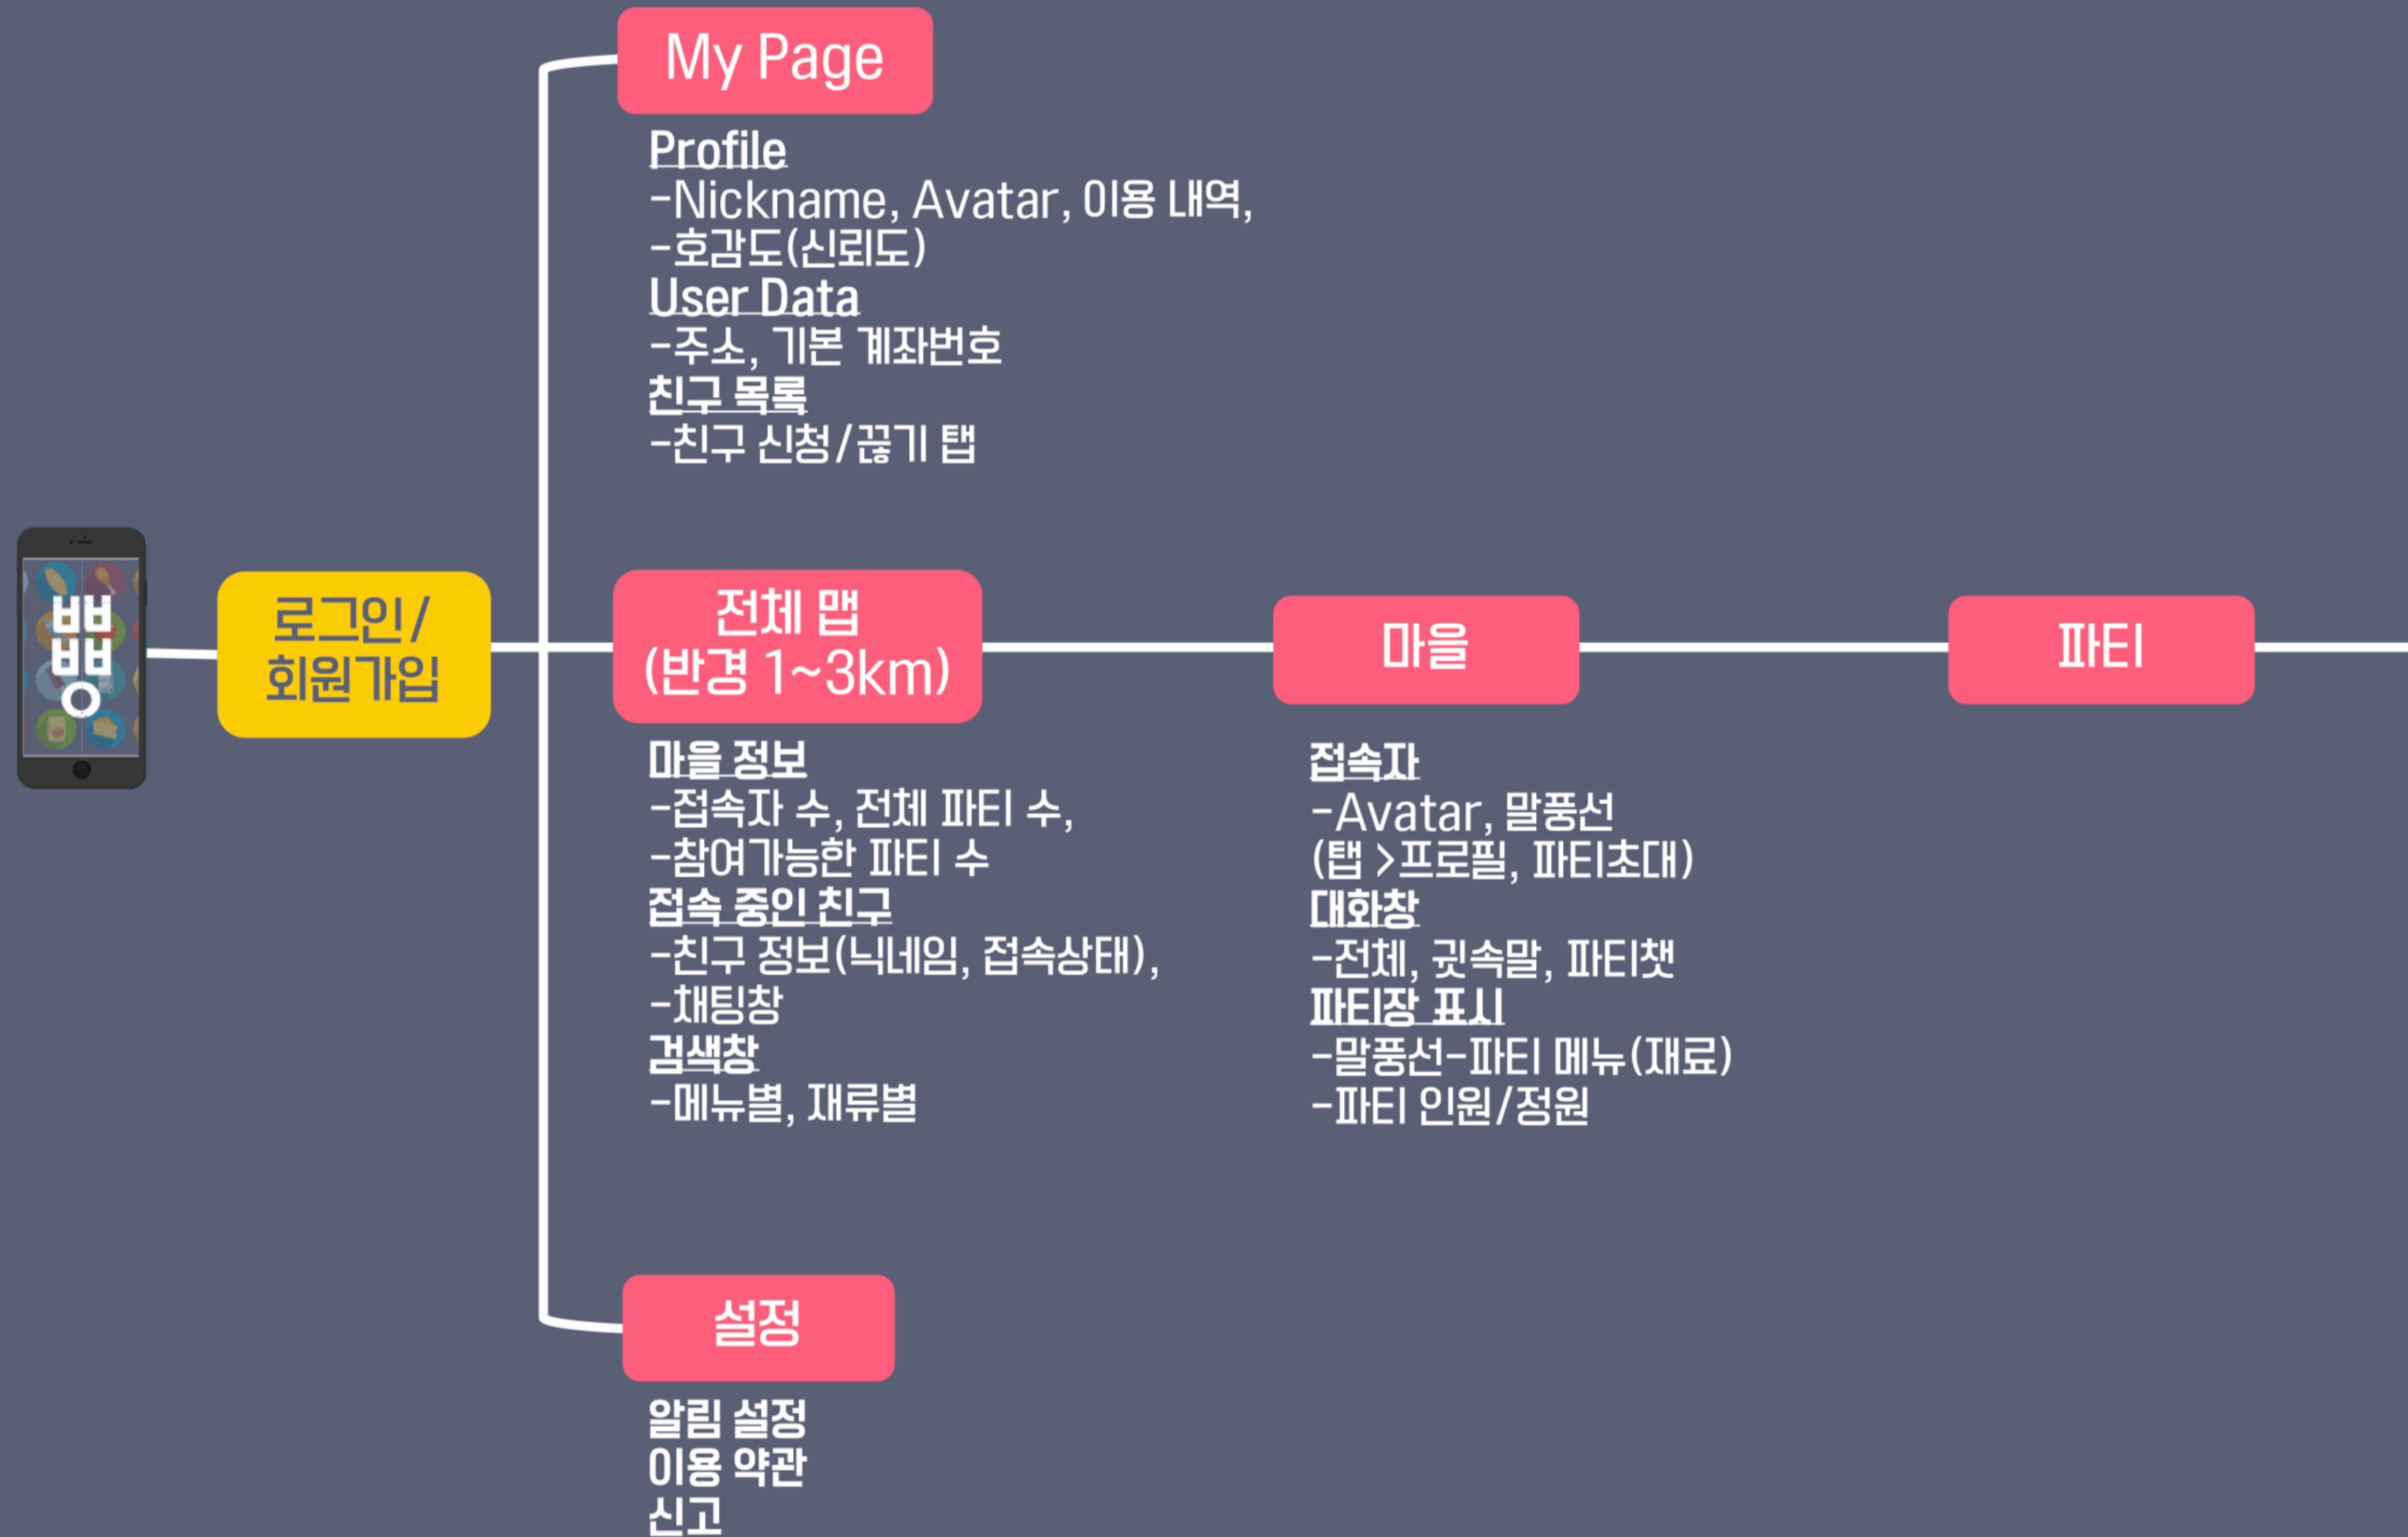 My Page
Profile
-Nickname, Avatar, 이용 내역,
-호감도(신뢰도)
User Data
-주소, 기본 계좌번호
친구 목록
-친구 신청/끊기 탭
뺍
로그인/
회원가입
전체 맵
(반경 1~3km)
마을 정보
-접속자 수, 전체 파티 수,
-참여가능한 파티 수
접속 중인 친구
-친구 정보(닉네임, 접속상태),
-채팅창
검색창
-메뉴별, 재류별
마을
접속자
-Avatar, 말풍선
(탭 >프로필, 파티초대)
대화창
-전체, 귓속말, 파티챗
파티장 표시
-말풍선-파티 메뉴(재료)
-파티 인원/정원
파티
설정
알림 설정
이용 약관
신고